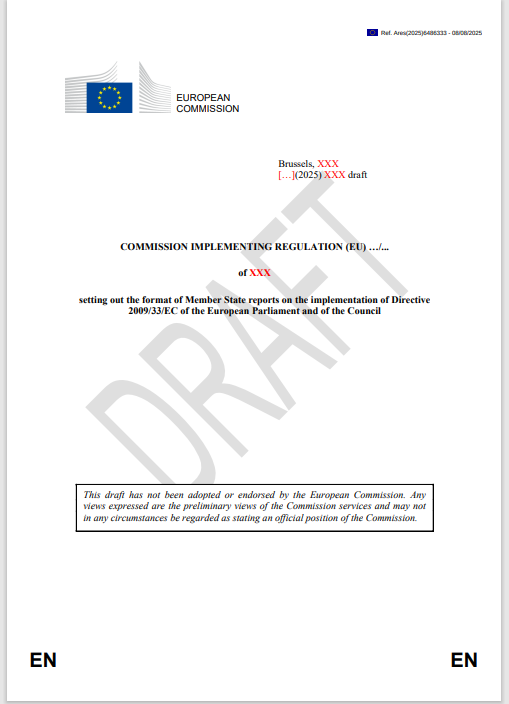 Ref. Ares(2025)6486333 - 08/08/2025
EUROPEAN
COMMISSION
Brussels, XXX
[…](2025) XXX draft
COMMISSION IMPLEMENTING REGULATION (EU) …/...
of XXX
setting out the format of Member State reports on the implementation of Directive
2009/33/EC of the European Parliament and of the Council
DRAFT
This draft has not been adopted or endorsed by the European Commission. Any
views expressed are the preliminary views of the Commission services and may not
in any circumstances be regarded as stating an official position of the Commission.
EN
EN